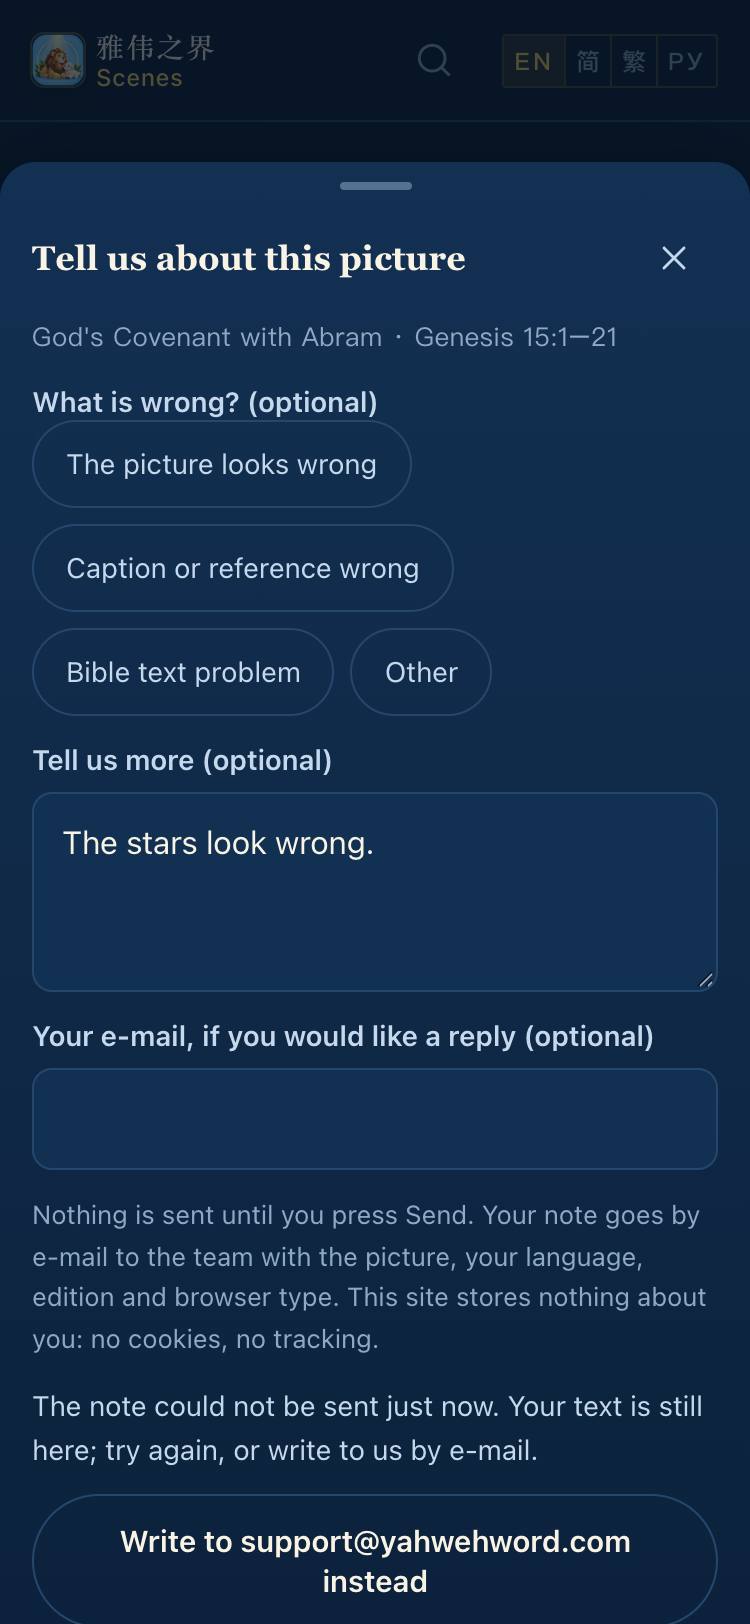 雅伟之界
Scenes
EN 简 繁 РУ
Tell us about this picture
God's Covenant with Abram · Genesis 15:1–21
What is wrong? (optional)
The picture looks wrong
Caption or reference wrong
Bible text problem Other
Tell us more (optional)
The stars look wrong.
Your e-mail, if you would like a reply (optional)
Nothing is sent until you press Send. Your note goes by
e-mail to the team with the picture, your language,
edition and browser type. This site stores nothing about
you: no cookies, no tracking.
The note could not be sent just now. Your text is still
here; try again, or write to us by e-mail.
Write to support@yahwehword.com
instead